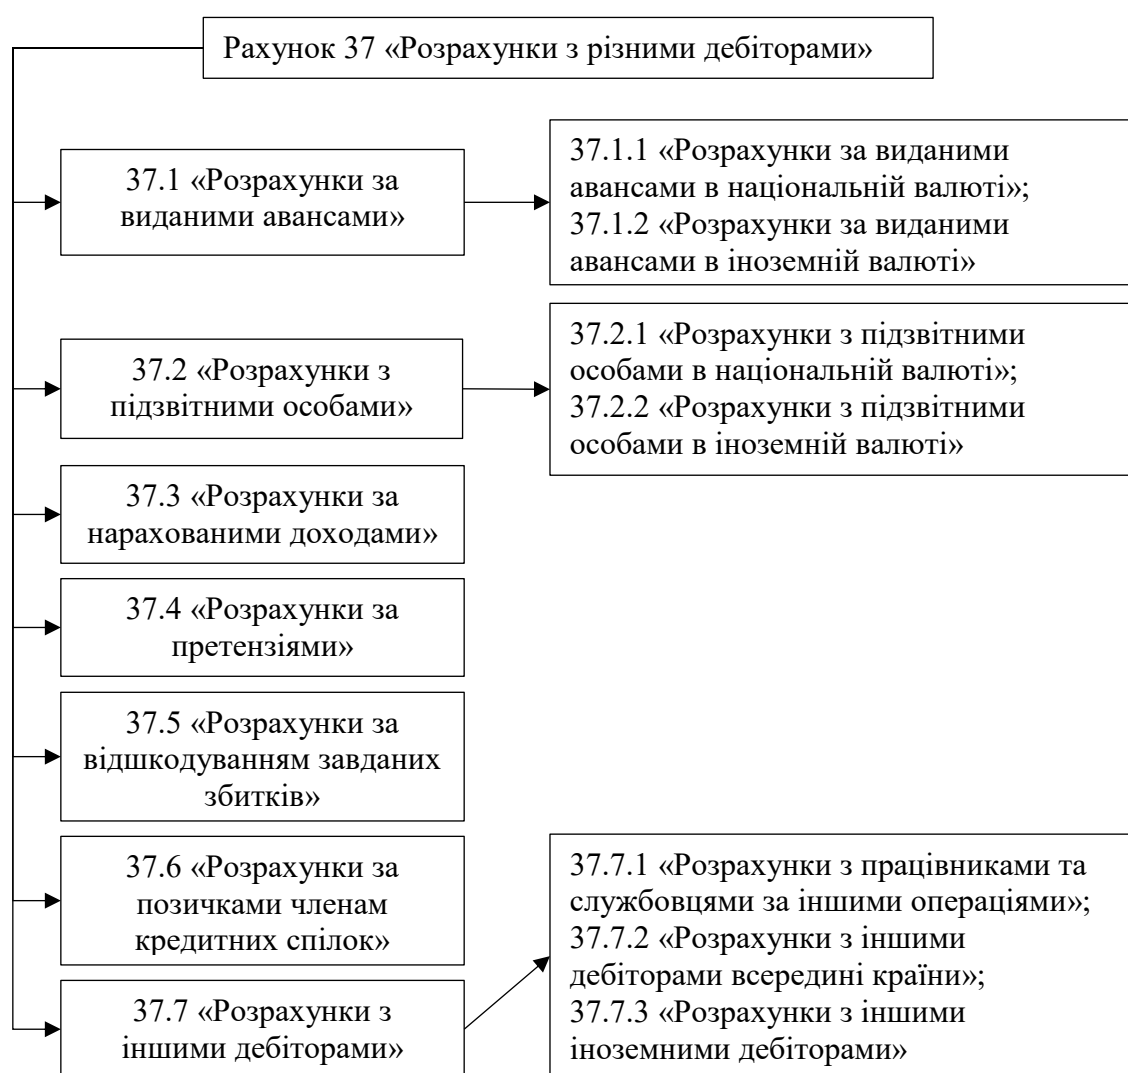 Рахунок 37 «Розрахунки з різними дебіторами»
37.1 «Розрахунки за
виданими авансами»
37.1.1 «Розрахунки за виданими
авансами в національній валюті»;
37.1.2 «Розрахунки за виданими
авансами в іноземній валюті»
37.2 «Розрахунки з
підзвітними особами»
37.2.1 «Розрахунки з підзвітними
особами в національній валюті»;
37.2.2 «Розрахунки з підзвітними
особами в іноземній валюті»
37.3 «Розрахунки за
нарахованими доходами»
37.4 «Розрахунки за
претензіями»
37.5 «Розрахунки за
відшкодуванням завданих
збитків»
37.6 «Розрахунки за
позичками членам
кредитних спілок»
37.7 «Розрахунки з
іншими дебіторами»
37.7.1 «Розрахунки з працівниками та
службовцями за іншими операціями»;
37.7.2 «Розрахунки з іншими
дебіторами всередині країни»;
37.7.3 «Розрахунки з іншими
іноземними дебіторами»